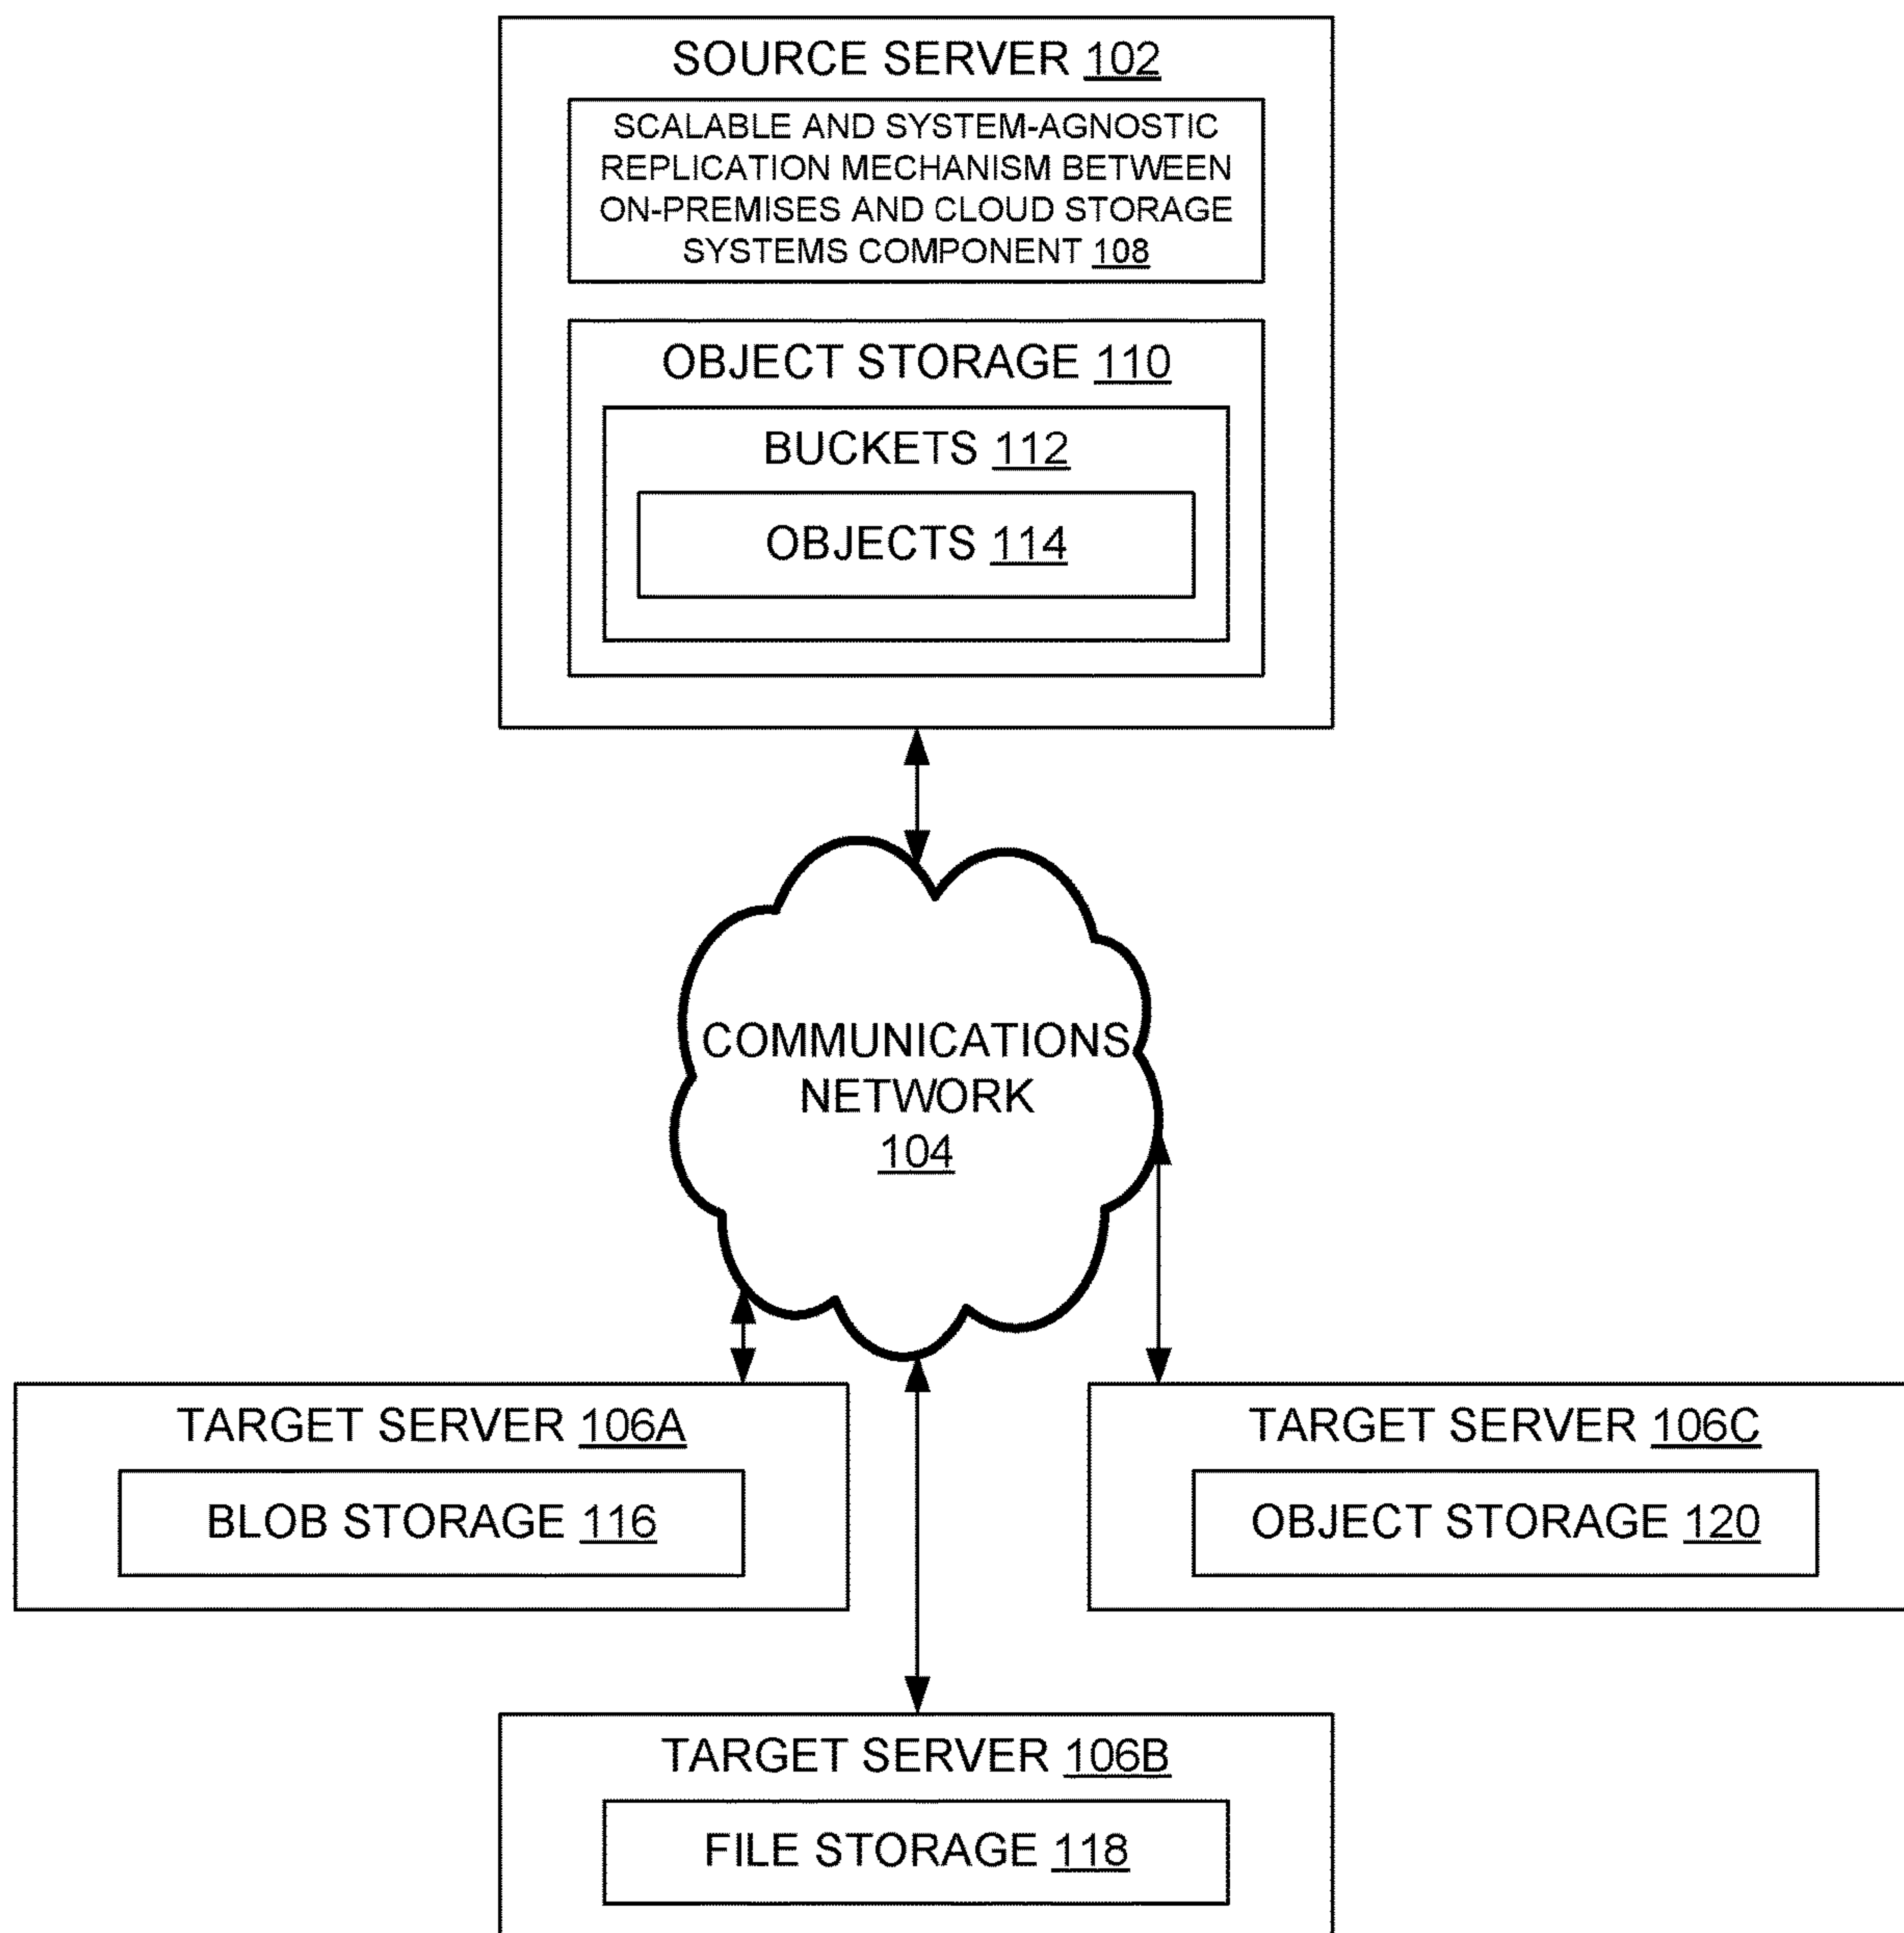 SOURCE SERVER 102
SCALABLE AND SYSTEM-AGNOSTIC
REPLICATION MECHANISM BETWEEN
ON-PREMISES AND CLOUD STORAGE
SYSTEMS COMPONENT 108
OBJECT STORAGE 110
BUCKETS 112
OBJECTS 114
COMMUNICATIONS
NETWORK
104
TARGET SERVER 106A
BLOB STORAGE 116
TARGET SERVER 106C
OBJECT STORAGE 120
TARGET SERVER 106B
FILE STORAGE 118